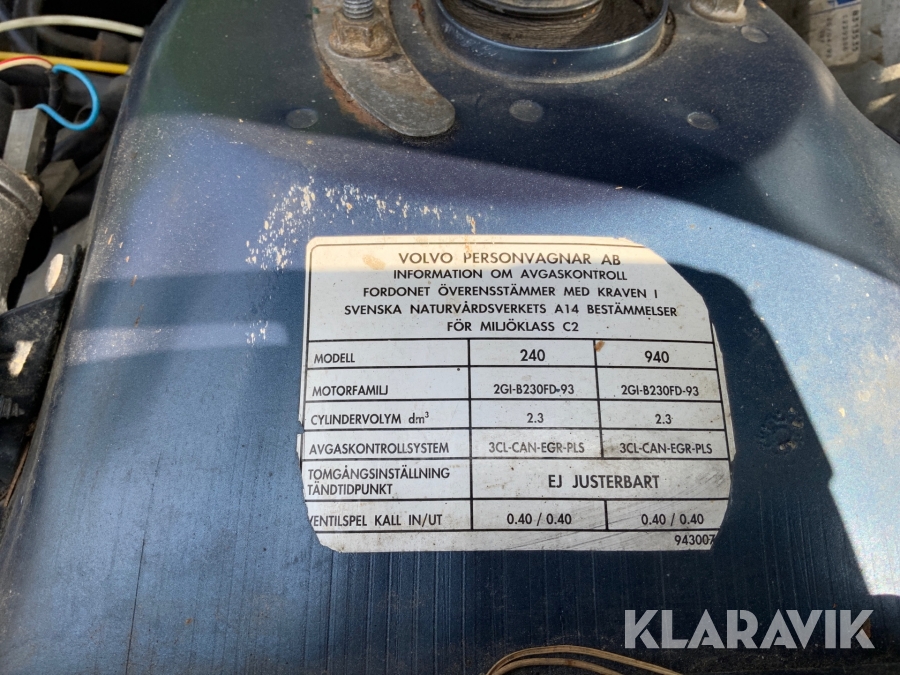 VOLVO PERSONVAGNAR AB
INFORMATION OM AVGASKONTROLL
FORDONET ÖVERENSSTÄMMER MED KRAVEN I
SVENSKA NATURVÅRDSVERKETS A14 BESTÄMMELSER
FÖR MILJÖKLASS C2
MODELL 240 940
MOTORFAMILJ 2GI-B230FD-93 2GI-B230FD-93
CYLINDERVOLYM dm³ 2.3 2.3
AVGASKONTROLLSYSTEM 3CL-CAN-EGR-PLS 3CL-CAN-EGR-PLS
TOMGÅNGSINSTÄLLNING
TÄNDTIDPUNKT EJ JUSTERBART
VENTILSPEL KALL IN/UT 0.40 / 0.40 0.40 / 0.40
943007
KLARAVIK